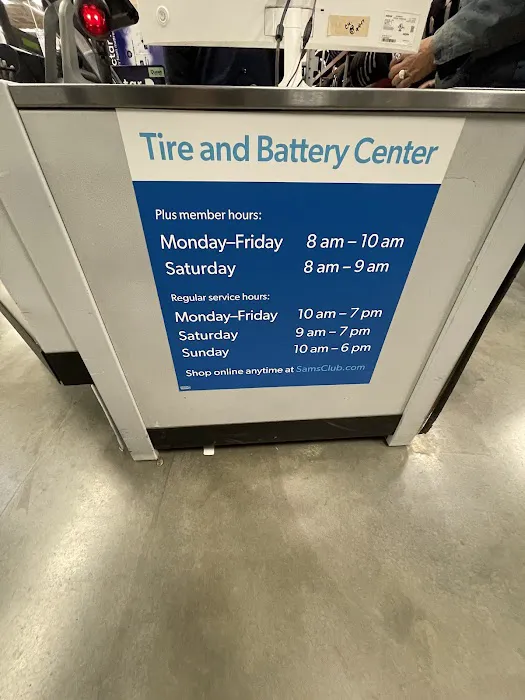 Tire and Battery Center
Plus member hours:
Monday–Friday 8 am – 10 am
Saturday 8 am – 9 am
Regular service hours:
Monday–Friday 10 am – 7 pm
Saturday 9 am – 7 pm
Sunday 10 am – 6 pm
Shop online anytime at SamsClub.com